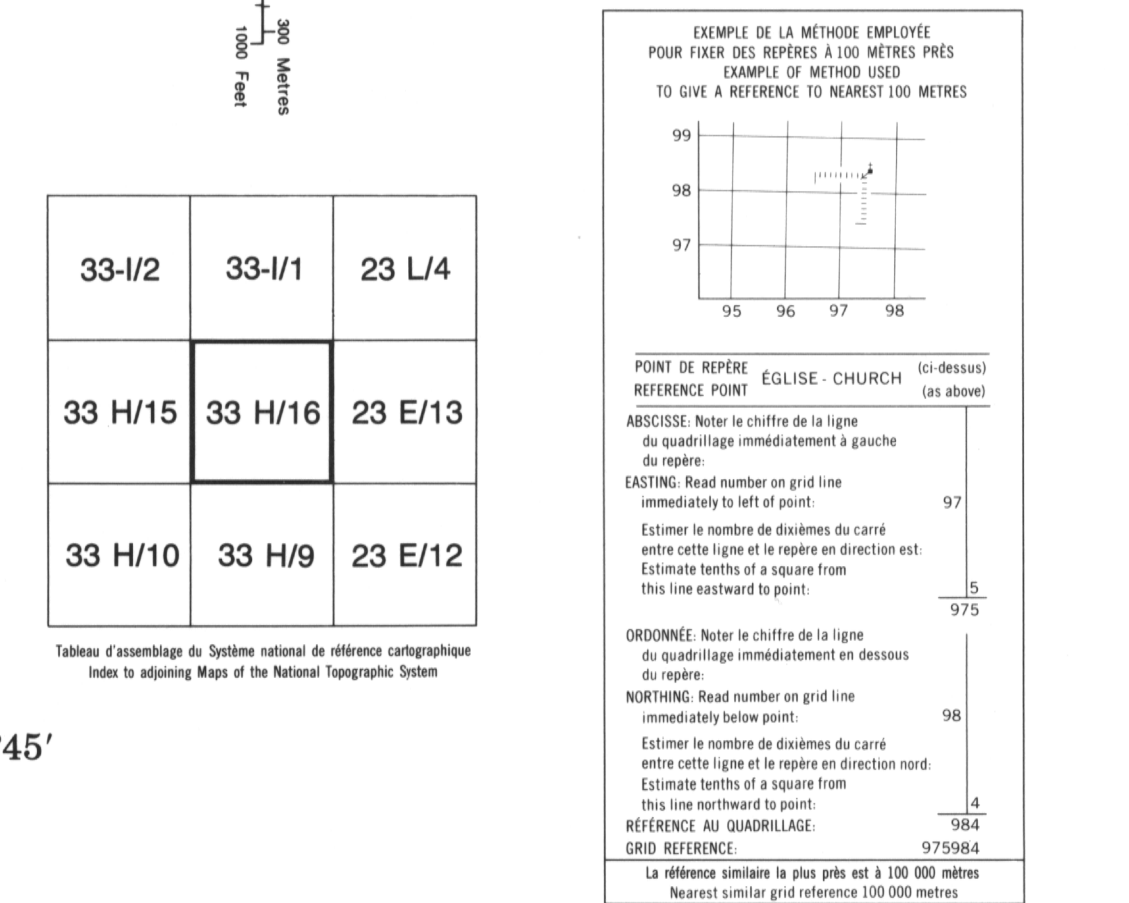 300 Metres
1000 Feet
33-I/2 33-I/1 23 L/4
33 H/15 33 H/16 23 E/13
33 H/10 33 H/9 23 E/12
Tableau d'assemblage du Système national de référence cartographique
Index to adjoining Maps of the National Topographic System
45′
EXEMPLE DE LA MÉTHODE EMPLOYÉE
POUR FIXER DES REPÈRES À 100 MÈTRES PRÈS
EXAMPLE OF METHOD USED
TO GIVE A REFERENCE TO NEAREST 100 METRES
99
98
97
95 96 97 98
POINT DE REPÈRE
REFERENCE POINT
ÉGLISE - CHURCH
(ci-dessus)
(as above)
ABSCISSE: Noter le chiffre de la ligne
du quadrillage immédiatement à gauche
du repère:
EASTING: Read number on grid line
immediately to left of point: 97
Estimer le nombre de dixièmes du carré
entre cette ligne et le repère en direction est:
Estimate tenths of a square from
this line eastward to point: 5
975
ORDONNÉE: Noter le chiffre de la ligne
du quadrillage immédiatement en dessous
du repère:
NORTHING: Read number on grid line
immediately below point: 98
Estimer le nombre de dixièmes du carré
entre cette ligne et le repère en direction nord:
Estimate tenths of a square from
this line northward to point: 4
RÉFÉRENCE AU QUADRILLAGE: 984
GRID REFERENCE: 975984
La référence similaire la plus près est à 100 000 mètres
Nearest similar grid reference 100 000 metres